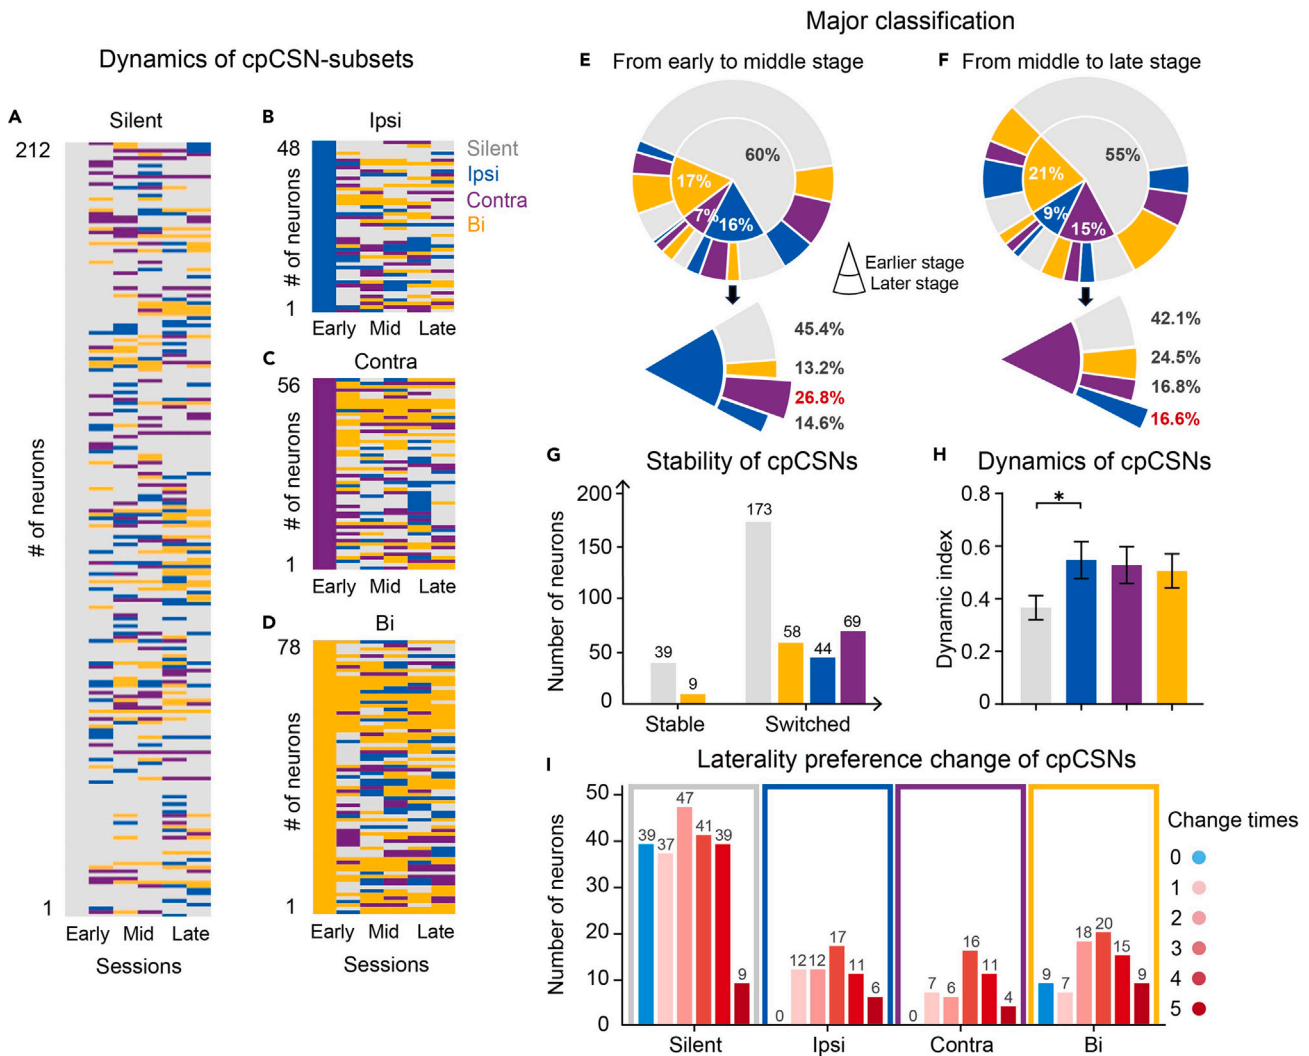 Major classification
Dynamics of cpCSN-subsets
A
Silent
212
# of neurons
1
Early Mid Late
Sessions
B
Ipsi
48
# of neurons
1
Early Mid Late
Silent
Ipsi
Contra
Bi
C
Contra
56
# of neurons
1
Early Mid Late
D
Bi
78
# of neurons
1
Early Mid Late
Sessions
E From early to middle stage
60%
17%
7%
16%
45.4%
13.2%
26.8%
14.6%
Earlier stage
Later stage
F From middle to late stage
55%
21%
9%
15%
42.1%
24.5%
16.8%
16.6%
G Stability of cpCSNs
Number of neurons
200
150
100
50
0
39
9
173
58
44
69
Stable Switched
H Dynamics of cpCSNs
Dynamic index
0.8
0.6
0.4
0.2
0
*
I Laterality preference change of cpCSNs
Number of neurons
50
40
30
20
10
0
39 37 47 41 39 9
0 12 12 17 11 6
0 7 6 16 11 4
9 7 18 20 15 9
Silent Ipsi Contra Bi
Change times
0
1
2
3
4
5